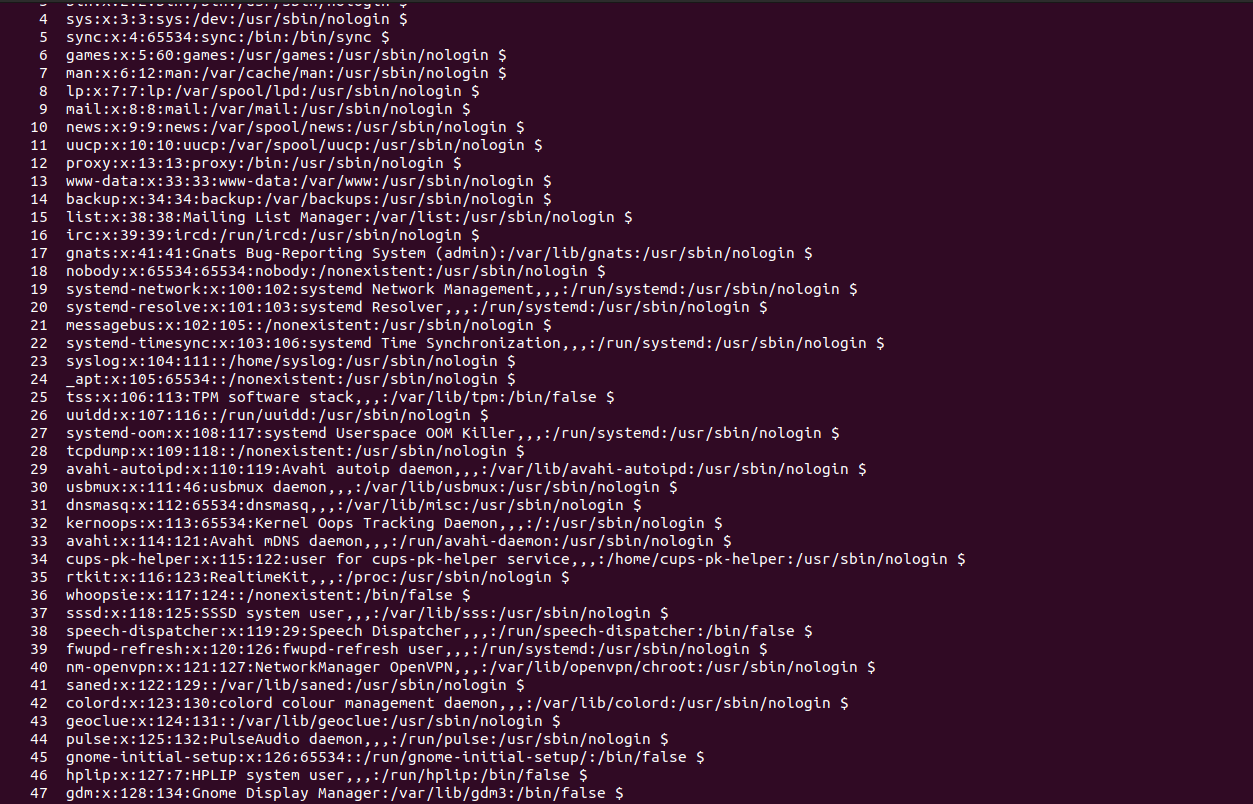 4 sys:x:3:3:sys:/dev:/usr/sbin/nologin $
5 sync:x:4:65534:sync:/bin:/bin/sync $
6 games:x:5:60:games:/usr/games:/usr/sbin/nologin $
7 man:x:6:12:man:/var/cache/man:/usr/sbin/nologin $
8 lp:x:7:7:lp:/var/spool/lpd:/usr/sbin/nologin $
9 mail:x:8:8:mail:/var/mail:/usr/sbin/nologin $
10 news:x:9:9:news:/var/spool/news:/usr/sbin/nologin $
11 uucp:x:10:10:uucp:/var/spool/uucp:/usr/sbin/nologin $
12 proxy:x:13:13:proxy:/bin:/usr/sbin/nologin $
13 www-data:x:33:33:www-data:/var/www:/usr/sbin/nologin $
14 backup:x:34:34:backup:/var/backups:/usr/sbin/nologin $
15 list:x:38:38:Mailing List Manager:/var/list:/usr/sbin/nologin $
16 irc:x:39:39:ircd:/run/ircd:/usr/sbin/nologin $
17 gnats:x:41:41:Gnats Bug-Reporting System (admin):/var/lib/gnats:/usr/sbin/nologin $
18 nobody:x:65534:65534:nobody:/nonexistent:/usr/sbin/nologin $
19 systemd-network:x:100:102:systemd Network Management,,,:/run/systemd:/usr/sbin/nologin $
20 systemd-resolve:x:101:103:systemd Resolver,,,:/run/systemd:/usr/sbin/nologin $
21 messagebus:x:102:105::/nonexistent:/usr/sbin/nologin $
22 systemd-timesync:x:103:106:systemd Time Synchronization,,,:/run/systemd:/usr/sbin/nologin $
23 syslog:x:104:111::/home/syslog:/usr/sbin/nologin $
24 _apt:x:105:65534::/nonexistent:/usr/sbin/nologin $
25 tss:x:106:113:TPM software stack,,,:/var/lib/tpm:/bin/false $
26 uuidd:x:107:116::/run/uuidd:/usr/sbin/nologin $
27 systemd-oom:x:108:117:systemd Userspace OOM Killer,,,:/run/systemd:/usr/sbin/nologin $
28 tcpdump:x:109:118::/nonexistent:/usr/sbin/nologin $
29 avahi-autoipd:x:110:119:Avahi autoip daemon,,,:/var/lib/avahi-autoipd:/usr/sbin/nologin $
30 usbmux:x:111:46:usbmux daemon,,,:/var/lib/usbmux:/usr/sbin/nologin $
31 dnsmasq:x:112:65534:dnsmasq,,,:/var/lib/misc:/usr/sbin/nologin $
32 kernoops:x:113:65534:Kernel Oops Tracking Daemon,,,:/:/usr/sbin/nologin $
33 avahi:x:114:121:Avahi mDNS daemon,,,:/run/avahi-daemon:/usr/sbin/nologin $
34 cups-pk-helper:x:115:122:user for cups-pk-helper service,,,:/home/cups-pk-helper:/usr/sbin/nologin $
35 rtkit:x:116:123:RealtimeKit,,,:/proc:/usr/sbin/nologin $
36 whoopsie:x:117:124::/nonexistent:/bin/false $
37 sssd:x:118:125:SSSD system user,,,:/var/lib/sss:/usr/sbin/nologin $
38 speech-dispatcher:x:119:29:Speech Dispatcher,,,:/run/speech-dispatcher:/bin/false $
39 fwupd-refresh:x:120:126:fwupd-refresh user,,,:/run/systemd:/usr/sbin/nologin $
40 nm-openvpn:x:121:127:NetworkManager OpenVPN,,,:/var/lib/openvpn/chroot:/usr/sbin/nologin $
41 saned:x:122:129::/var/lib/saned:/usr/sbin/nologin $
42 colord:x:123:130:colord colour management daemon,,,:/var/lib/colord:/usr/sbin/nologin $
43 geoclue:x:124:131::/var/lib/geoclue:/usr/sbin/nologin $
44 pulse:x:125:132:PulseAudio daemon,,,:/run/pulse:/usr/sbin/nologin $
45 gnome-initial-setup:x:126:65534::/run/gnome-initial-setup/:/bin/false $
46 hplip:x:127:7:HPLIP system user,,,:/run/hplip:/bin/false $
47 gdm:x:128:134:Gnome Display Manager:/var/lib/gdm3:/bin/false $